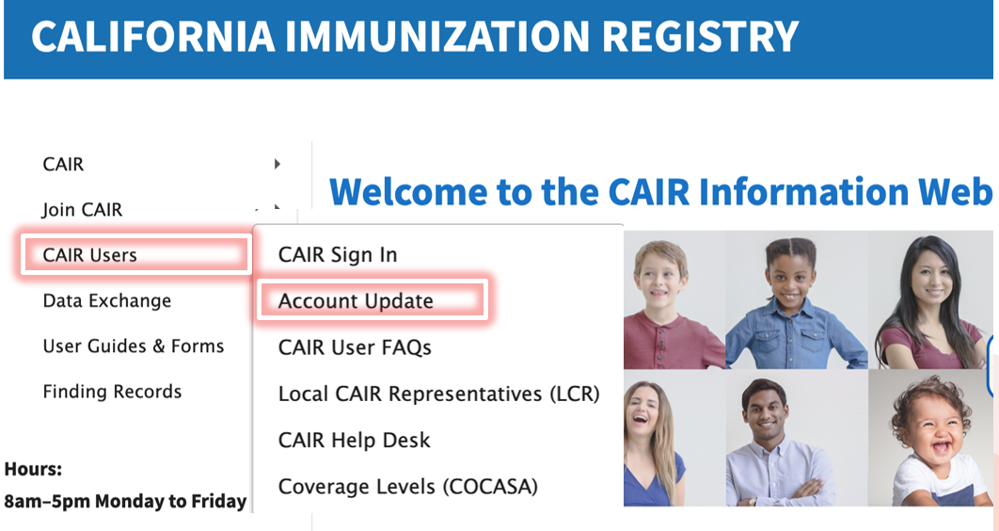 CALIFORNIA IMMUNIZATION REGISTRY
CAIR
Join CAIR
CAIR Users
Data Exchange
User Guides & Forms
Finding Records
Hours:
8am–5pm Monday to Friday
Welcome to the CAIR Information Web
CAIR Sign In
Account Update
CAIR User FAQs
Local CAIR Representatives (LCR)
CAIR Help Desk
Coverage Levels (COCASA)